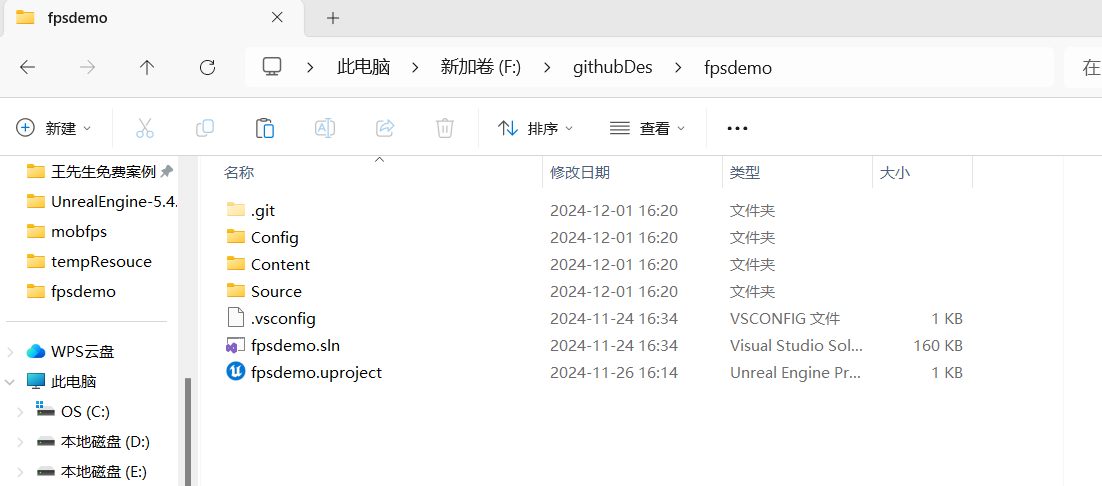 fpsdemo
此电脑 > 新加卷 (F:) > githubDes > fpsdemo 在
新建 排序 查看
王先生免费案例
UnrealEngine-5.4.
mobfps
tempResouce
fpsdemo
WPS云盘
此电脑
OS (C:)
本地磁盘 (D:)
本地磁盘 (E:)
名称 修改日期 类型 大小
.git 2024-12-01 16:20 文件夹
Config 2024-12-01 16:20 文件夹
Content 2024-12-01 16:20 文件夹
Source 2024-12-01 16:20 文件夹
.vsconfig 2024-11-24 16:34 VSCONFIG 文件 1 KB
fpsdemo.sln 2024-11-24 16:34 Visual Studio Sol... 160 KB
fpsdemo.uproject 2024-11-26 16:14 Unreal Engine Pr... 1 KB